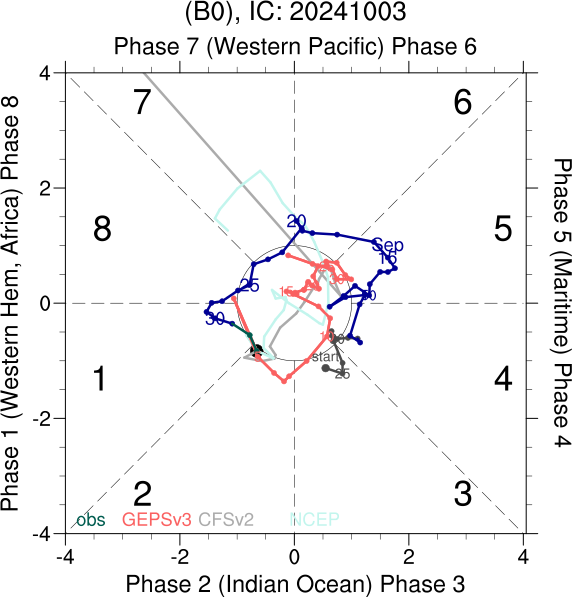 (B0), IC: 20241003
Phase 7 (Western Pacific) Phase 6
4
7
6
2
20
Sep
15
8
5
25
15
0
30
start
25
1
4
-2
2
3
obs GEPSv3 CFSv2 NCEP
-4
-4 -2 0 2 4
Phase 2 (Indian Ocean) Phase 3
Phase 1 (Western Hem, Africa) Phase 8
Phase 5 (Maritime) Phase 4